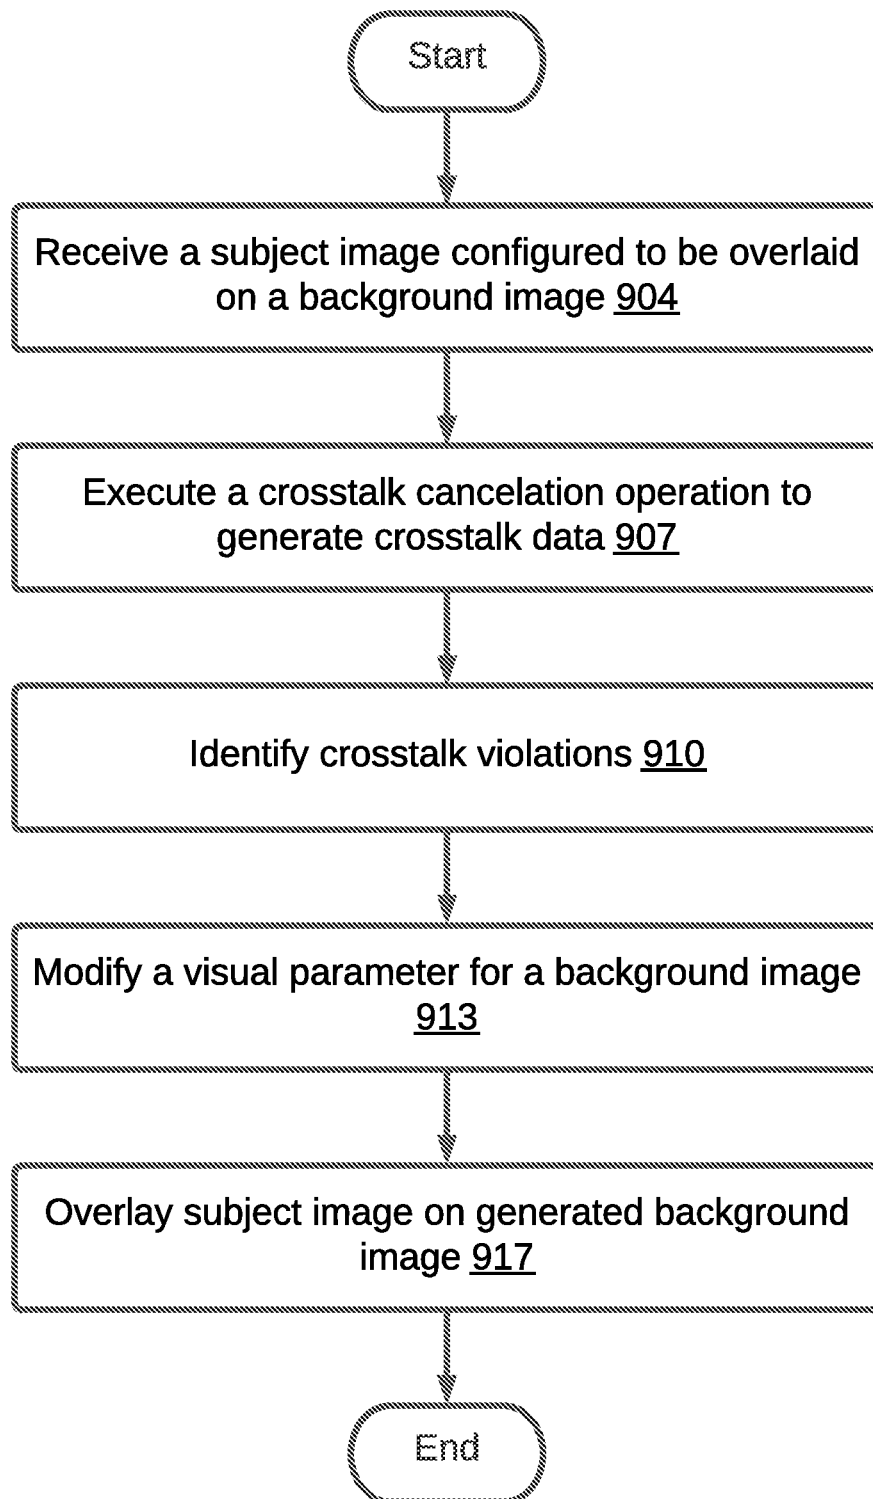 Start
Receive a subject image configured to be overlaid
on a background image 904
Execute a crosstalk cancelation operation to
generate crosstalk data 907
Identify crosstalk violations 910
Modify a visual parameter for a background image
913
Overlay subject image on generated background
image 917
End